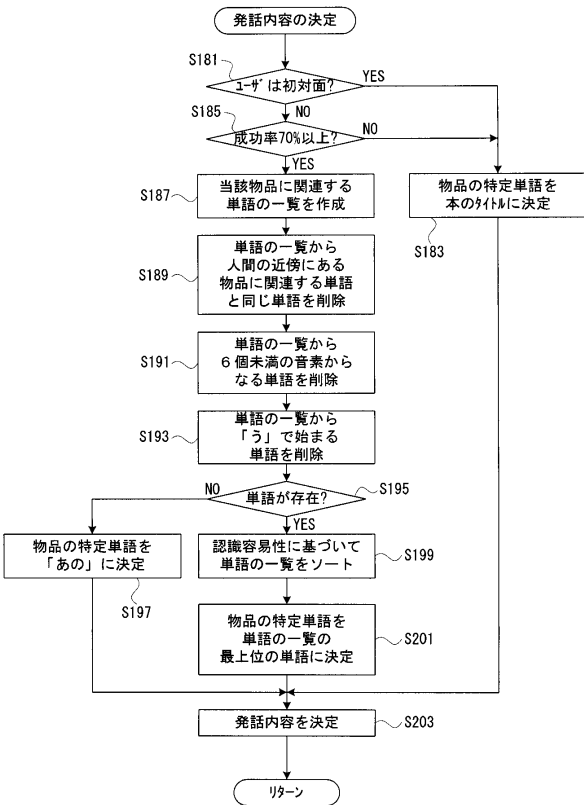 発話内容の決定
S181
ﾕｰｻﾞは初対面?
YES
NO
S185
成功率70%以上?
NO
YES
S187
当該物品に関連する
単語の一覧を作成
物品の特定単語を
本のﾀｲﾄﾙに決定
S183
S189
単語の一覧から
人間の近傍にある
物品に関連する単語
と同じ単語を削除
S191
単語の一覧から
6個未満の音素から
なる単語を削除
S193
単語の一覧から
「う」で始まる
単語を削除
S195
NO
単語が存在?
YES
物品の特定単語を
「あの」に決定
S197
認識容易性に基づいて
単語の一覧をソート
S199
物品の特定単語を
単語の一覧の
最上位の単語に決定
S201
発話内容を決定
S203
ﾘﾀｰﾝ